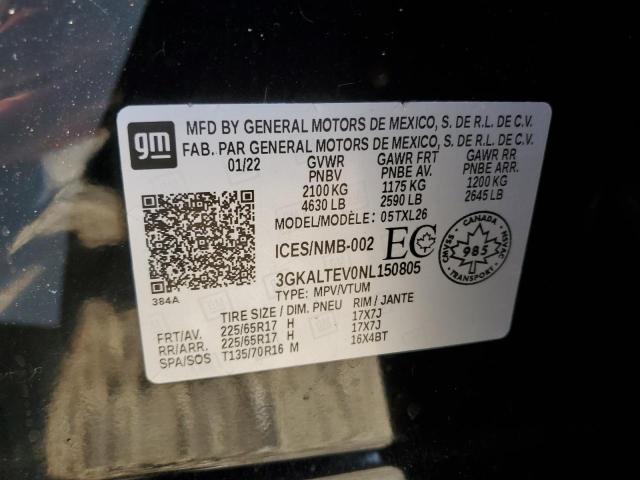 gm
MFD BY GENERAL MOTORS DE MEXICO, S. DE R.L. DE C.V.
FAB. PAR GENERAL MOTORS DE MEXICO, S. DE R.L. DE C.V.
01/22 GVWR GAWR FRT GAWR RR
PNBV PNBE AV. PNBE ARR.
2100 KG 1175 KG 1200 KG
4630 LB 2590 LB 2645 LB
MODEL/MODÈLE: 05TXL26
ICES/NMB-002 EC
CANADA
985
TRANSPORT
3GKALTEV0NL150805
384A
TYPE: MPV/VTUM
TIRE SIZE / DIM. PNEU RIM / JANTE
FRT/AV. 225/65R17 H 17X7J
RR/ARR. 225/65R17 H 17X7J
SPA/SOS T135/70R16 M 16X4BT